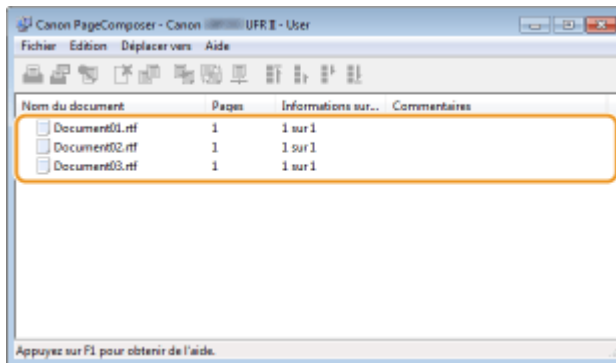 Canon PageComposer - Canon UFR II - User
Fichier Edition Déplacer vers Aide
Nom du document Pages Informations sur... Commentaires
Document01.rtf 1 1 sur 1
Document02.rtf 1 1 sur 1
Document03.rtf 1 1 sur 1
Appuyez sur F1 pour obtenir de l'aide.